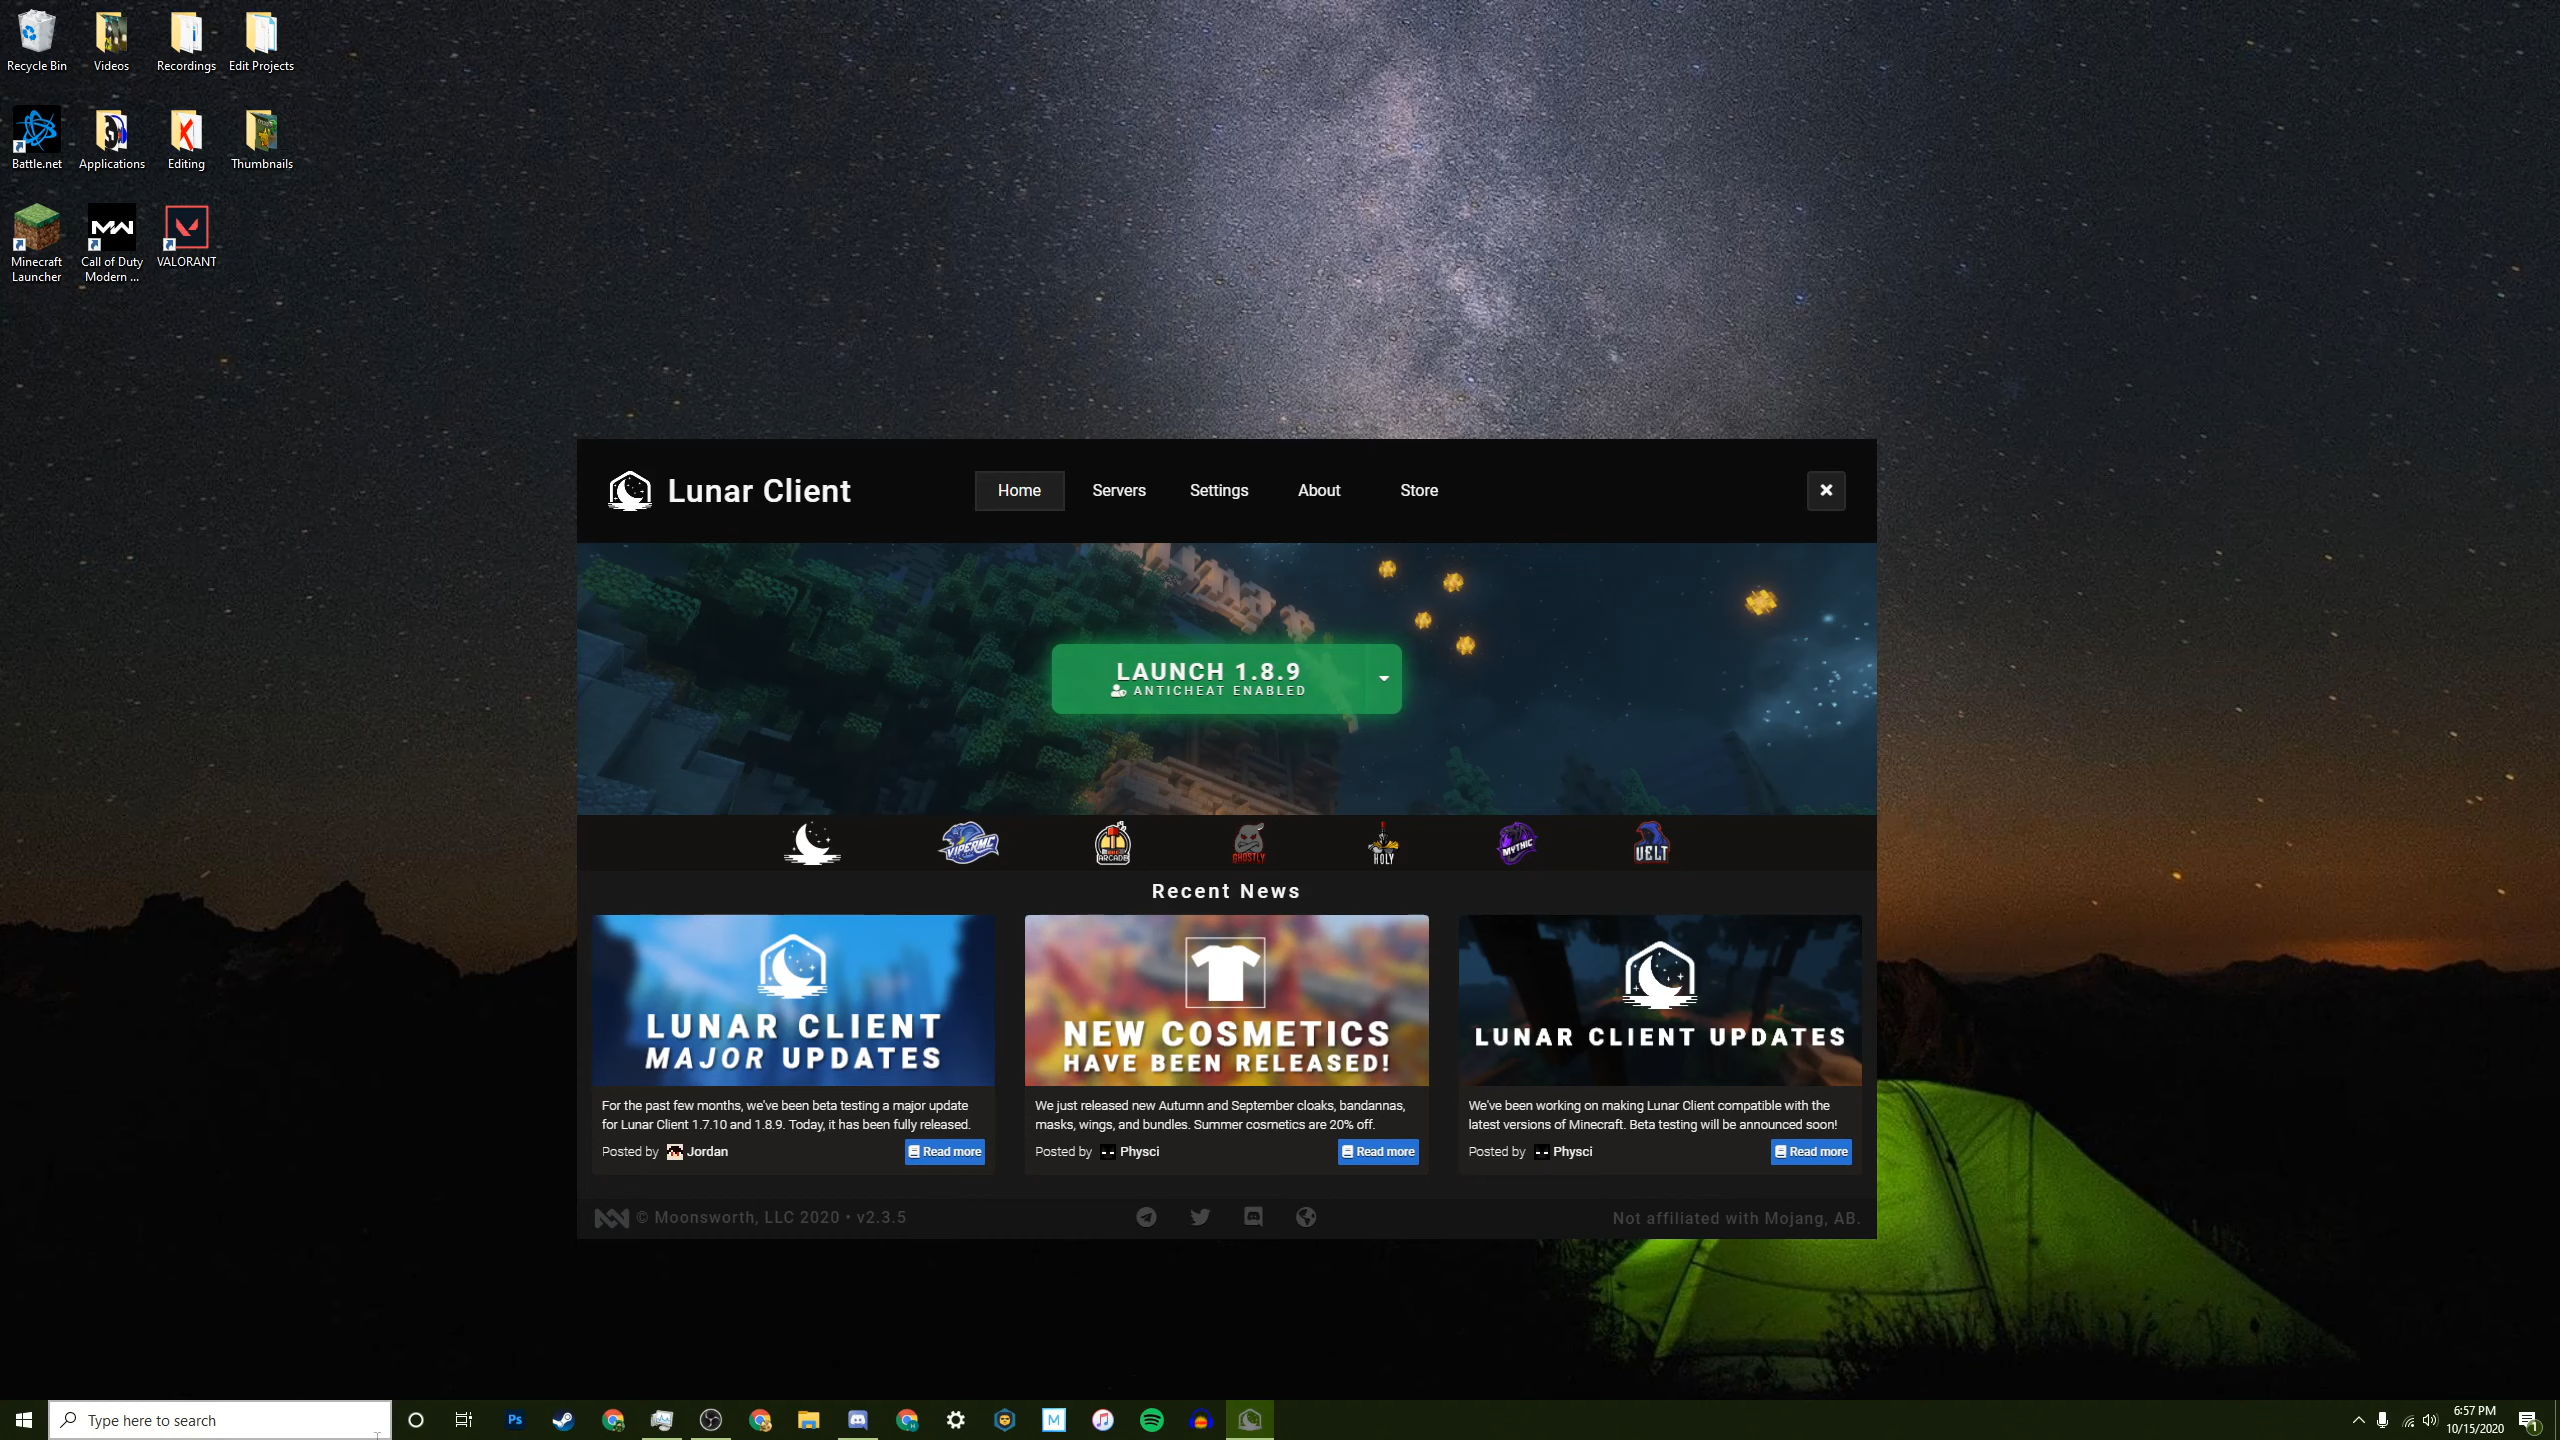 Recycle Bin
Videos
Recordings
Edit Projects
Battle.net
Applications
Editing
Thumbnails
Minecraft
Launcher
Call of Duty
Modern ...
VALORANT
Lunar Client
Home
Servers
Settings
About
Store
LAUNCH 1.8.9
ANTICHEAT ENABLED
VIPERMC
ARCADE
GHOSTLY
HOLY
MYTHIC
VELT
Recent News
LUNAR CLIENT
MAJOR UPDATES
For the past few months, we've been beta testing a major update
for Lunar Client 1.7.10 and 1.8.9. Today, it has been fully released.
Posted by Jordan
Read more
NEW COSMETICS
HAVE BEEN RELEASED!
We just released new Autumn and September cloaks, bandannas,
masks, wings, and bundles. Summer cosmetics are 20% off.
Posted by Physci
Read more
LUNAR CLIENT UPDATES
We've been working on making Lunar Client compatible with the
latest versions of Minecraft. Beta testing will be announced soon!
Posted by Physci
Read more
© Moonsworth, LLC 2020 • v2.3.5
Not affiliated with Mojang, AB.
Type here to search
Ps
M
6:57 PM
10/15/2020
1